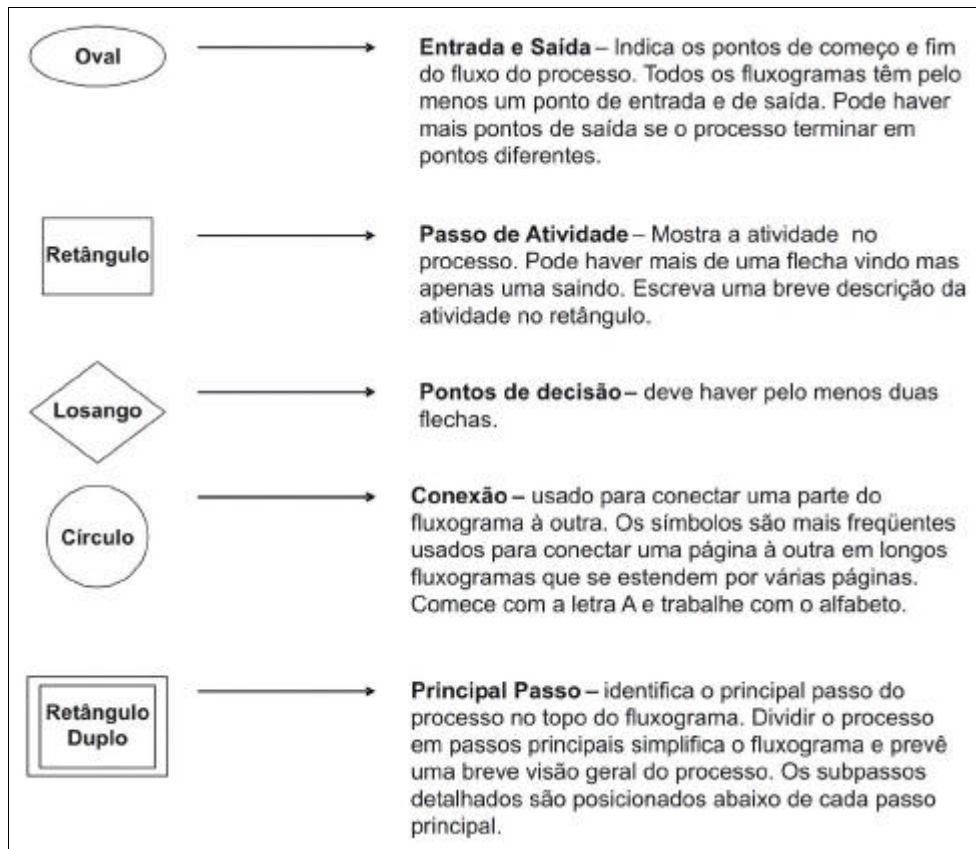 Oval
Entrada e Saída – Indica os pontos de começo e fim
do fluxo do processo. Todos os fluxogramas têm pelo
menos um ponto de entrada e de saída. Pode haver
mais pontos de saída se o processo terminar em
pontos diferentes.
Retângulo
Passo de Atividade – Mostra a atividade no
processo. Pode haver mais de uma flecha vindo mas
apenas uma saindo. Escreva uma breve descrição da
atividade no retângulo.
Losango
Pontos de decisão – deve haver pelo menos duas
flechas.
Círculo
Conexão – usado para conectar uma parte do
fluxograma à outra. Os símbolos são mais freqüentes
usados para conectar uma página à outra em longos
fluxogramas que se estendem por várias páginas.
Comece com a letra A e trabalhe com o alfabeto.
Retângulo
Duplo
Principal Passo – identifica o principal passo do
processo no topo do fluxograma. Dividir o processo
em passos principais simplifica o fluxograma e prevê
uma breve visão geral do processo. Os subpassos
detalhados são posicionados abaixo de cada passo
principal.